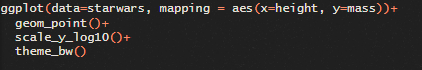 ggplot(data=starwars, mapping = aes(x=height, y=mass))+
  geom_point()+
  scale_y_log10()+
  theme_bw()